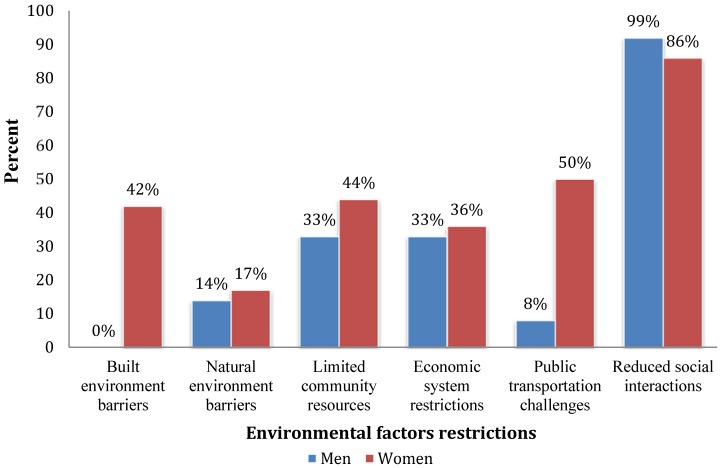 Percent
100
90
80
70
60
50
40
30
20
10
0
0%
42%
14%
17%
33%
44%
33%
36%
8%
50%
99%
86%
Built
environment
barriers
Natural
environment
barriers
Limited
community
resources
Economic
system
restrictions
Public
transportation
challenges
Reduced social
interactions
Environmental factors restrictions
Men
Women